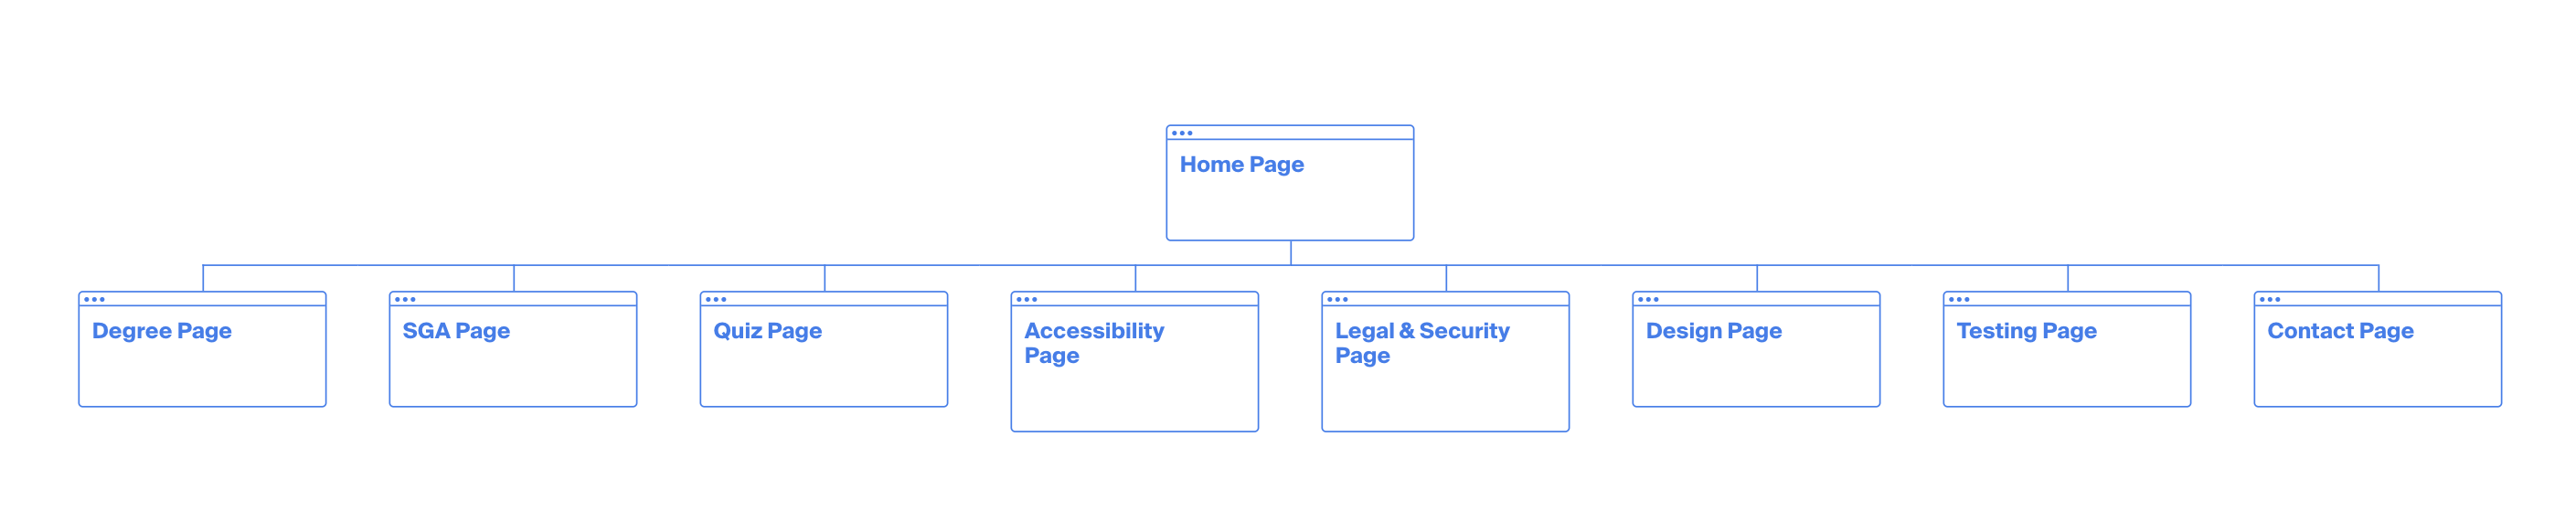 Home Page
Degree Page
SGA Page
Quiz Page
Accessibility
Page
Legal & Security
Page
Design Page
Testing Page
Contact Page